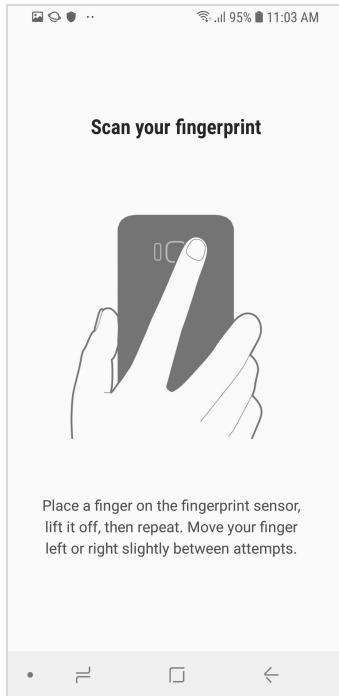 95% 11:03 AM
Scan your fingerprint
Place a finger on the fingerprint sensor,
lift it off, then repeat. Move your finger
left or right slightly between attempts.